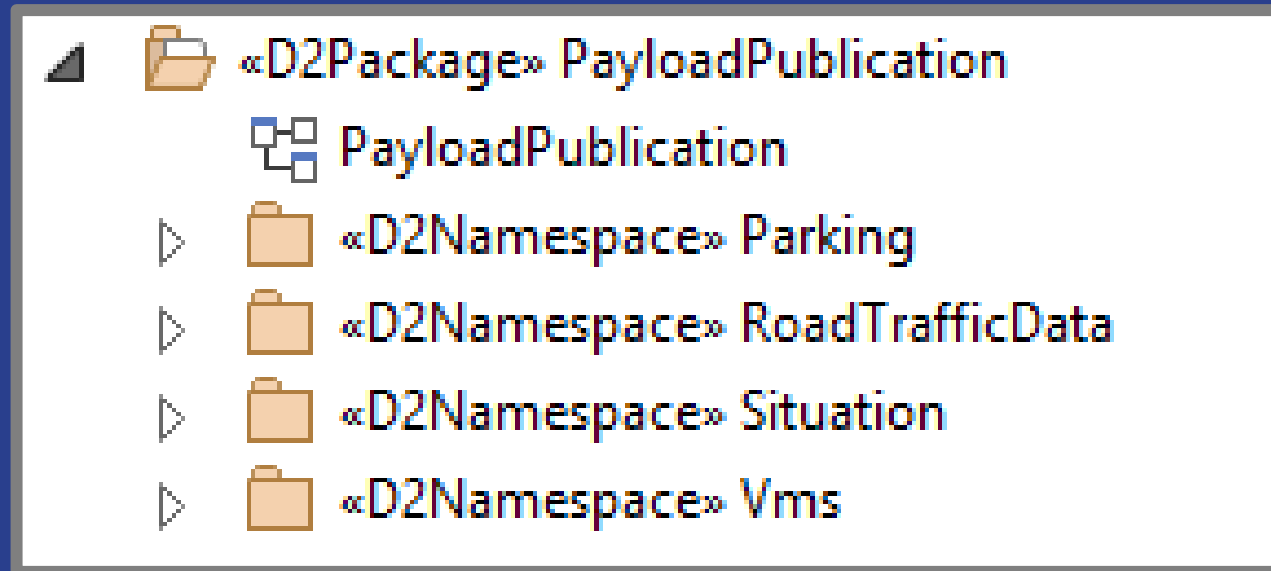 «D2Package» PayloadPublication
PayloadPublication
«D2Namespace» Parking
«D2Namespace» RoadTrafficData
«D2Namespace» Situation
«D2Namespace» Vms